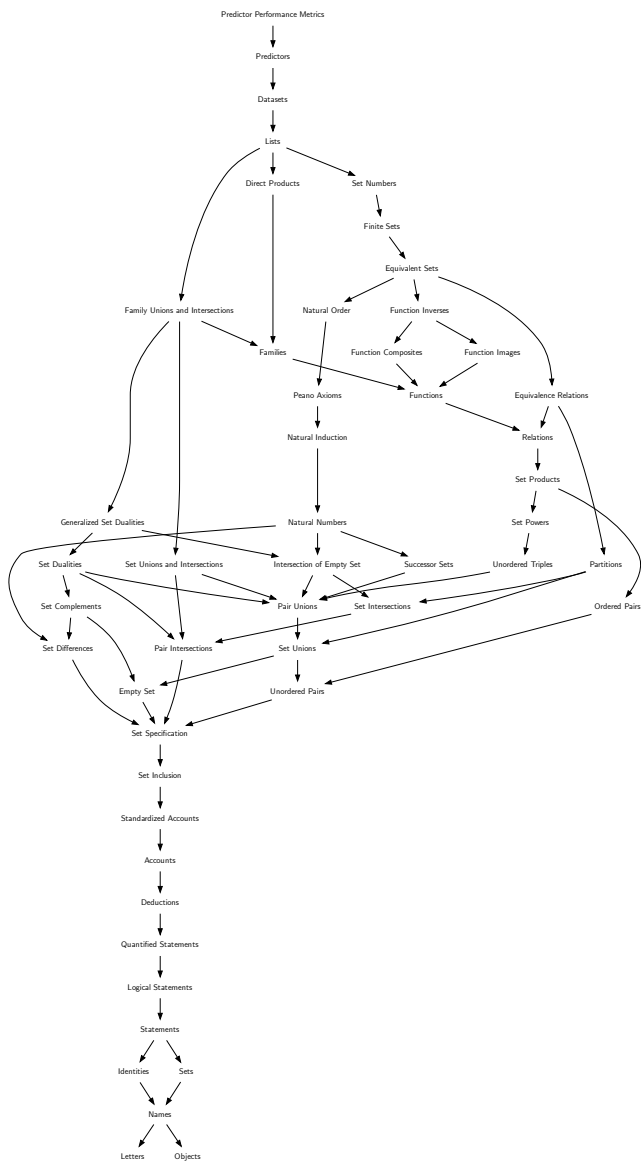 Predictor Performance Metrics
Predictors
Datasets
Lists
Direct Products
Set Numbers
Finite Sets
Equivalent Sets
Family Unions and Intersections
Natural Order
Function Inverses
Families
Function Composites
Function Images
Peano Axioms
Functions
Equivalence Relations
Natural Induction
Relations
Set Products
Generalized Set Dualities
Natural Numbers
Set Powers
Set Dualities
Set Unions and Intersections
Intersection of Empty Set
Successor Sets
Unordered Triples
Partitions
Set Complements
Pair Unions
Set Intersections
Ordered Pairs
Set Differences
Pair Intersections
Set Unions
Empty Set
Unordered Pairs
Set Specification
Set Inclusion
Standardized Accounts
Accounts
Deductions
Quantified Statements
Logical Statements
Statements
Identities
Sets
Names
Letters
Objects